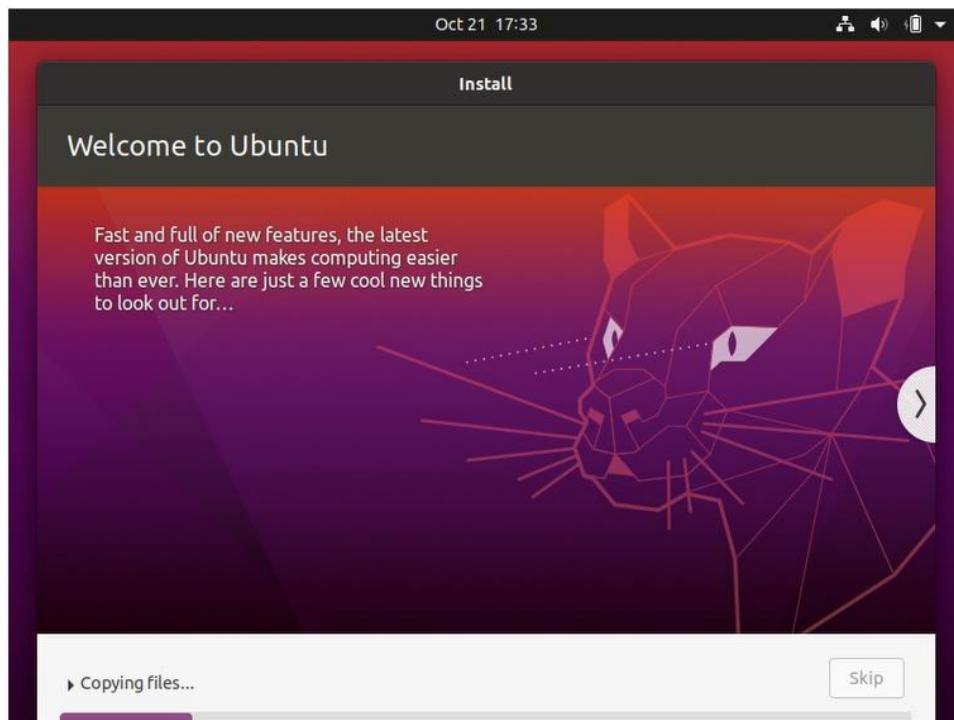 Oct 21 17:33
Install
Welcome to Ubuntu
Fast and full of new features, the latest
version of Ubuntu makes computing easier
than ever. Here are just a few cool new things
to look out for…
Copying files...
Skip